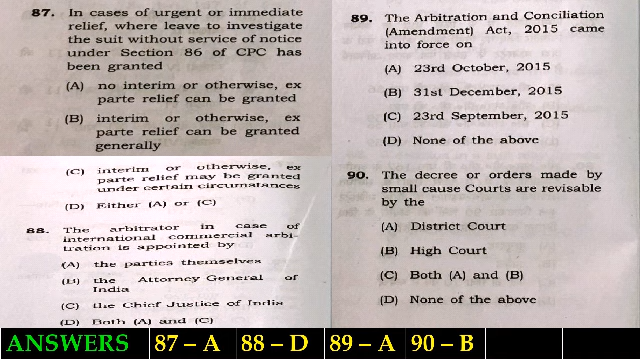 87. In cases of urgent or immediate
relief, where leave to investigate
the suit without service of notice
under Section 86 of CPC has
been granted
(A) no interim or otherwise, ex
parte relief can be granted
(B) interim or otherwise, ex
parte relief can be granted
generally
(C) interim or otherwise, ex
parte relief may be granted
under certain circumstances
(D) Either (A) or (C)
88. The arbitrator in case of
international commercial arbi-
tration is appointed by
(A) the parties themselves
(B) the Attorney General of
India
(C) the Chief Justice of India
(D) Both (A) and (C)
89. The Arbitration and Conciliation
(Amendment) Act, 2015 came
into force on
(A) 23rd October, 2015
(B) 31st December, 2015
(C) 23rd September, 2015
(D) None of the above
90. The decree or orders made by
small cause Courts are revisable
by the
(A) District Court
(B) High Court
(C) Both (A) and (B)
(D) None of the above
ANSWERS 87 – A 88 – D 89 – A 90 – B